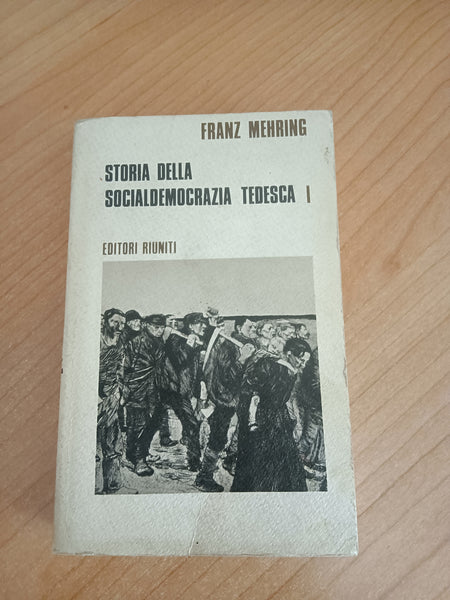 FRANZ MEHRING
STORIA DELLA
SOCIALDEMOCRAZIA TEDESCA I
EDITORI RIUNITI